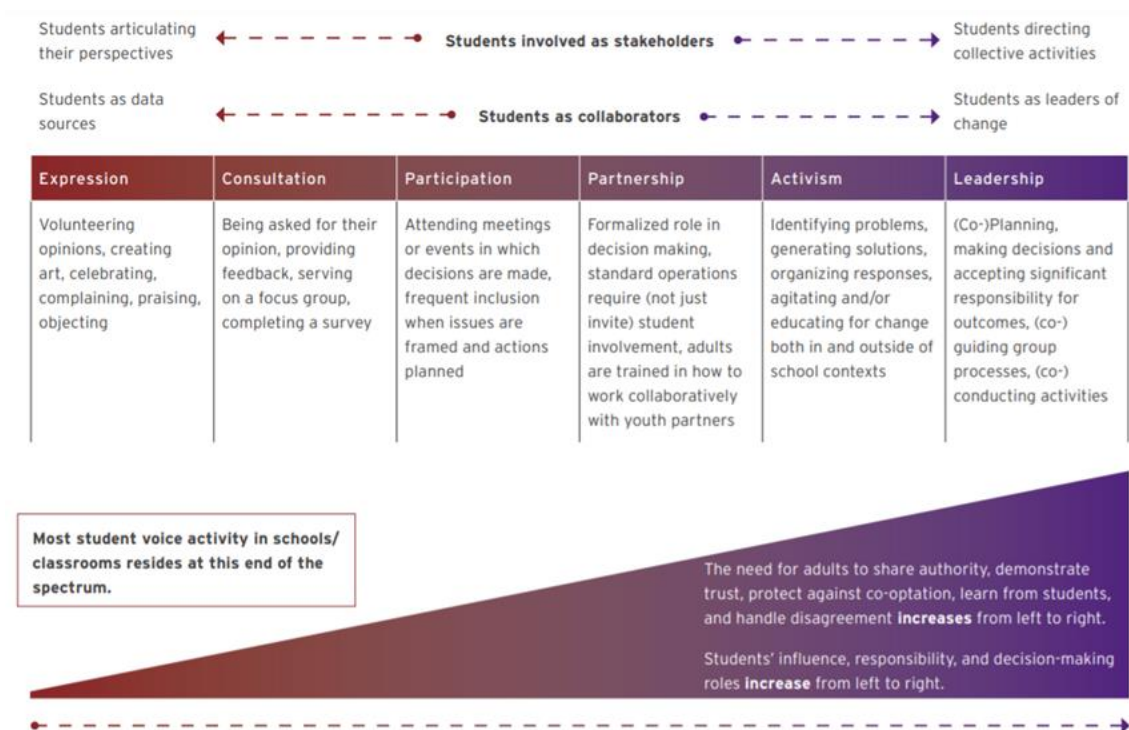 Students articulating
their perspectives
Students involved as stakeholders
Students directing
collective activities
Students as data
sources
Students as collaborators
Students as leaders of
change
Expression
Volunteering
opinions, creating
art, celebrating,
complaining, praising,
objecting
Consultation
Being asked for their
opinion, providing
feedback, serving
on a focus group,
completing a survey
Participation
Attending meetings
or events in which
decisions are made,
frequent inclusion
when issues are
framed and actions
planned
Partnership
Formalized role in
decision making,
standard operations
require (not just
invite) student
involvement, adults
are trained in how to
work collaboratively
with youth partners
Activism
Identifying problems,
generating solutions,
organizing responses,
agitating and/or
educating for change
both in and outside of
school contexts
Leadership
(Co-)Planning,
making decisions and
accepting significant
responsibility for
outcomes, (co-)
guiding group
processes, (co-)
conducting activities
Most student voice activity in schools/
classrooms resides at this end of the
spectrum.
The need for adults to share authority, demonstrate
trust, protect against co-optation, learn from students,
and handle disagreement increases from left to right.
Students’ influence, responsibility, and decision-making
roles increase from left to right.